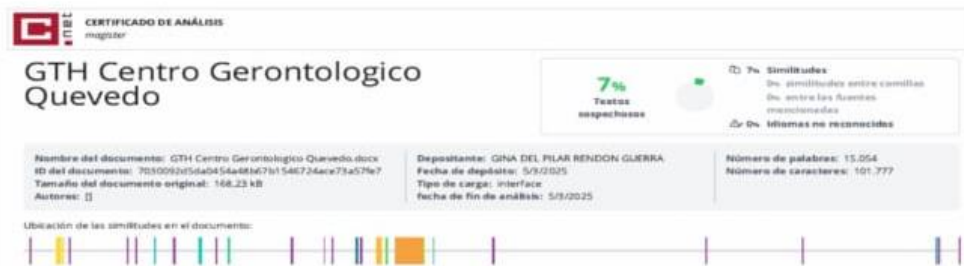 C.net
CERTIFICADO DE ANÁLISIS
magister
GTH Centro Gerontologico
Quevedo
7%
Textos
sospechosos
7% Similitudes
0% similitudes entre comillas
0% entre las fuentes
mencionadas
0% Idiomas no reconocidos
Nombre del documento: GTH Centro Gerontologico Quevedo.docx
ID del documento:
Tamaño del documento original: 168,23 kB
Autores: []
Depositante: GINA DEL PILAR RENDON GUERRA
Fecha de depósito: 5/3/2025
Tipo de carga: interface
fecha de fin de análisis: 5/3/2025
Número de palabras: 15.054
Número de caracteres: 101.777
Ubicación de las similitudes en el documento: